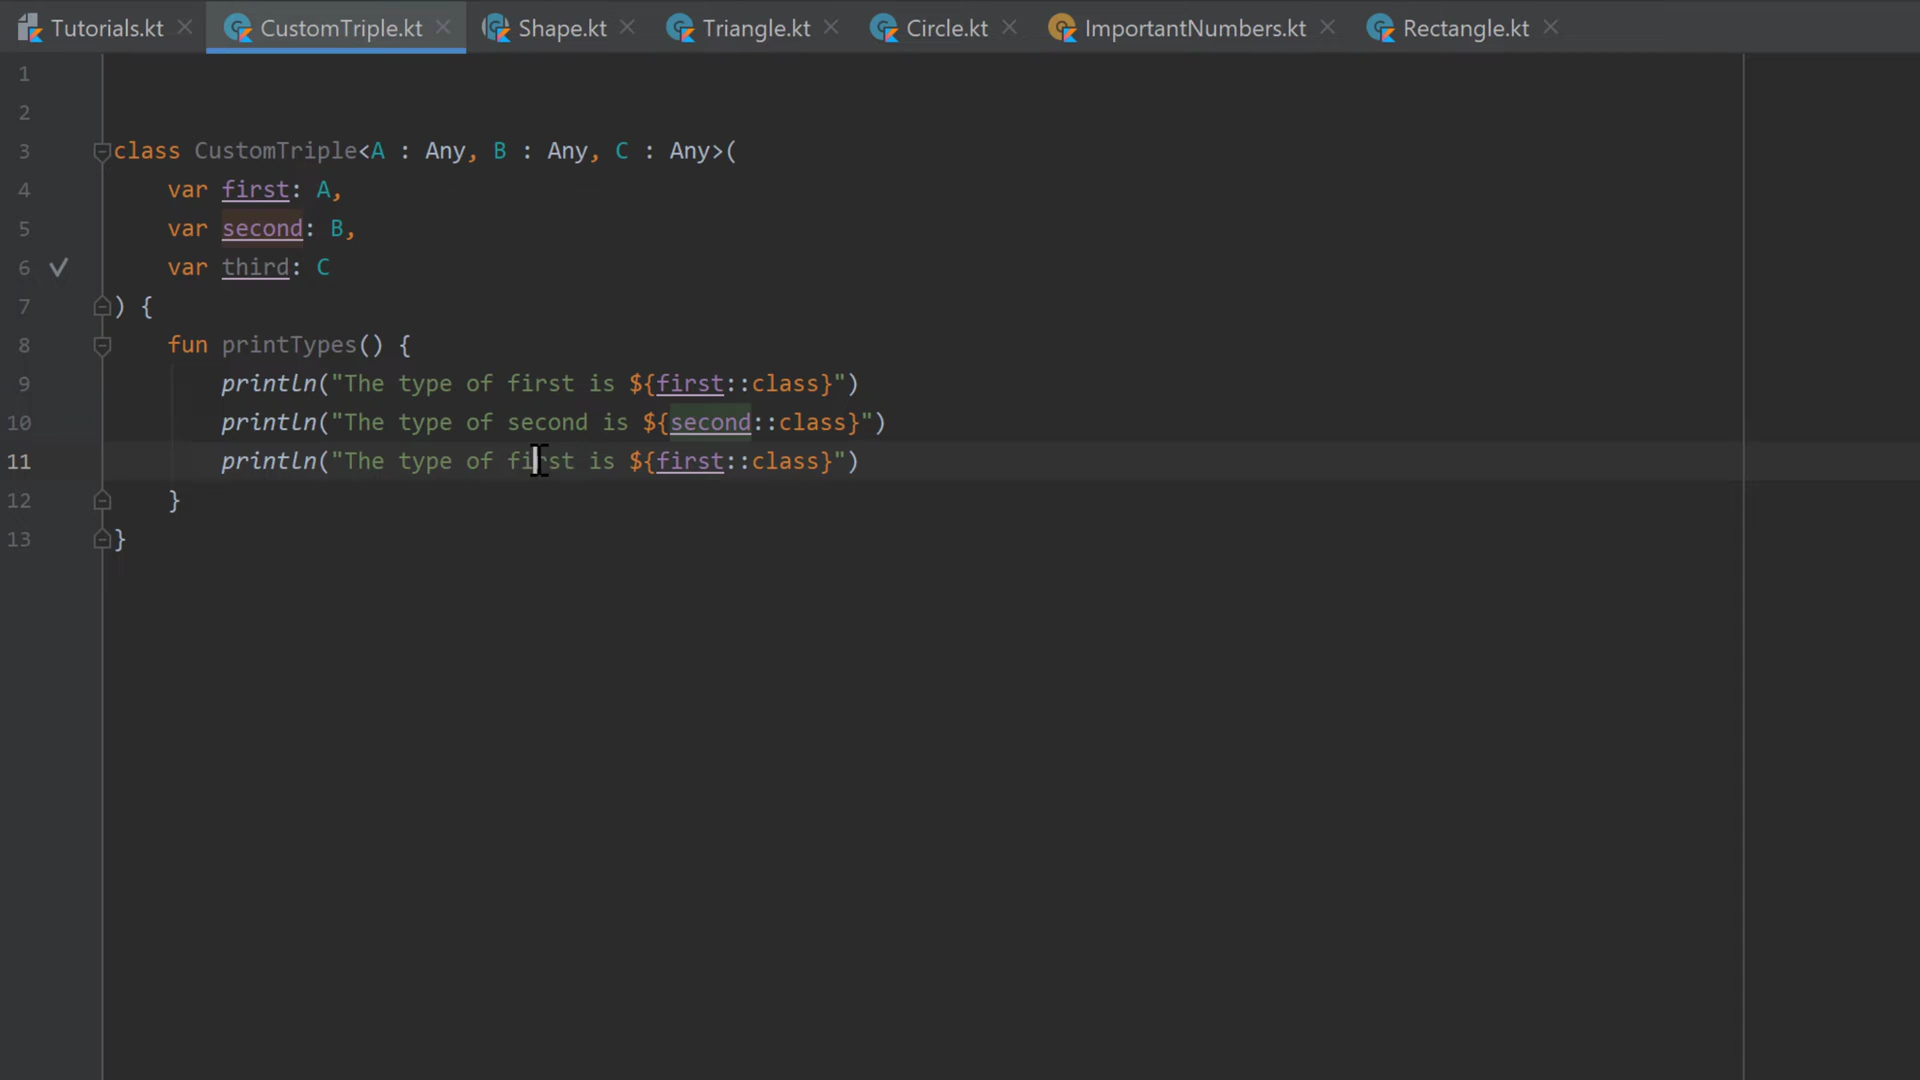 Tutorials.kt CustomTriple.kt Shape.kt Triangle.kt Circle.kt ImportantNumbers.kt Rectangle.kt
1
2
3 class CustomTriple<A : Any, B : Any, C : Any>(
4 var first: A,
5 var second: B,
6 var third: C
7 ) {
8 fun printTypes() {
9 println("The type of first is ${first::class}")
10 println("The type of second is ${second::class}")
11 println("The type of first is ${first::class}")
12 }
13 }